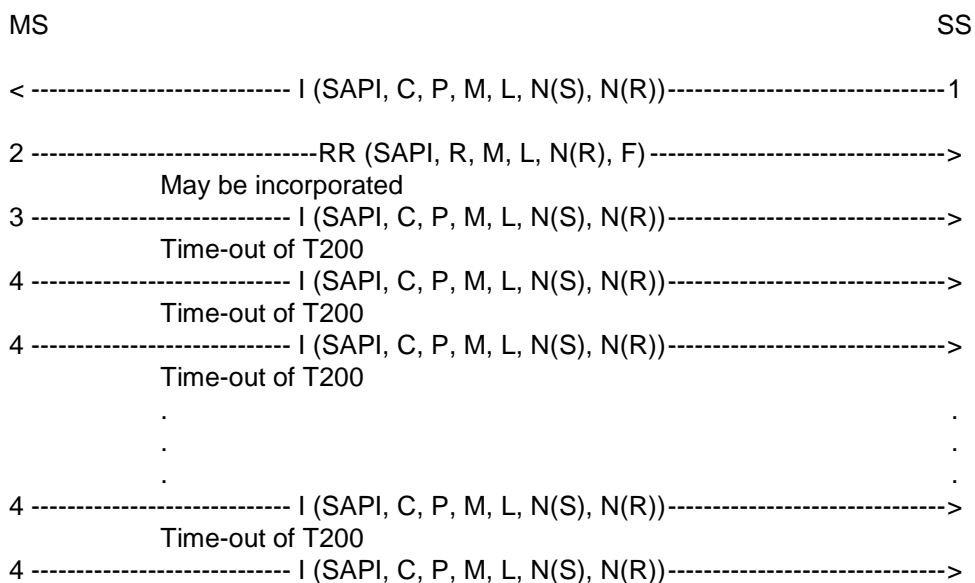 MS SS
< ----------------------------- I (SAPI, C, P, M, L, N(S), N(R))-------------------------------1
2 --------------------------------RR (SAPI, R, M, L, N(R), F) --------------------------------->
May be incorporated
3 ----------------------------- I (SAPI, C, P, M, L, N(S), N(R))------------------------------->
Time-out of T200
4 ----------------------------- I (SAPI, C, P, M, L, N(S), N(R))------------------------------->
Time-out of T200
4 ----------------------------- I (SAPI, C, P, M, L, N(S), N(R))------------------------------->
Time-out of T200
. .
. .
. .
4 ----------------------------- I (SAPI, C, P, M, L, N(S), N(R))------------------------------->
Time-out of T200
4 ----------------------------- I (SAPI, C, P, M, L, N(S), N(R))------------------------------->